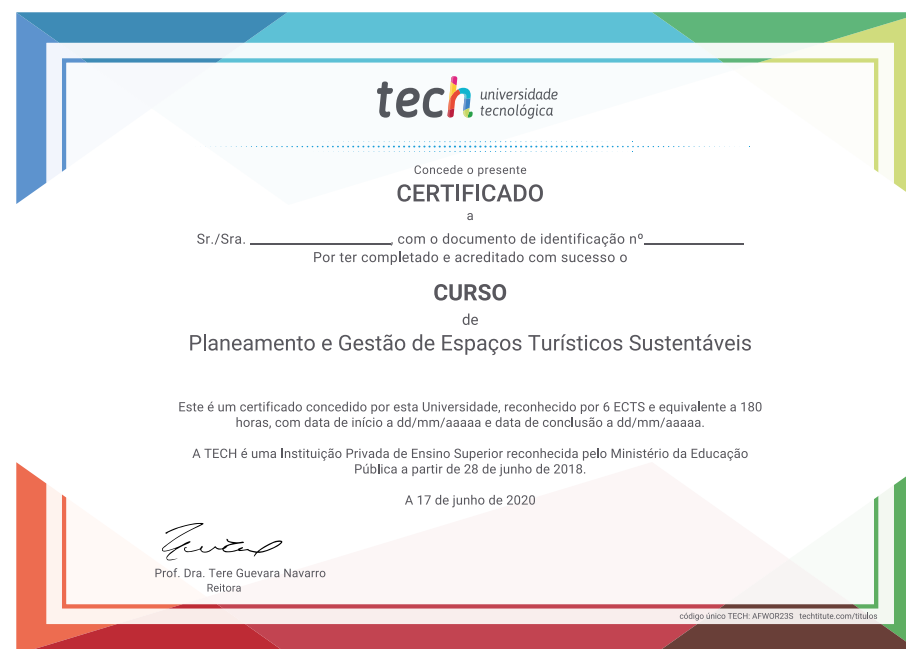 tech universidade
tecnológica
Concede o presente
CERTIFICADO
a
Sr./Sra. ________________, com o documento de identificação nº____________
Por ter completado e acreditado com sucesso o
CURSO
de
Planeamento e Gestão de Espaços Turísticos Sustentáveis
Este é um certificado concedido por esta Universidade, reconhecido por 6 ECTS e equivalente a 180
horas, com data de início a dd/mm/aaaaa e data de conclusão a dd/mm/aaaaa.
A TECH é uma Instituição Privada de Ensino Superior reconhecida pelo Ministério da Educação
Pública a partir de 28 de junho de 2018.
A 17 de junho de 2020
Prof. Dra. Tere Guevara Navarro
Reitora
código único TECH: AFWOR23S techtitute.com/titulos